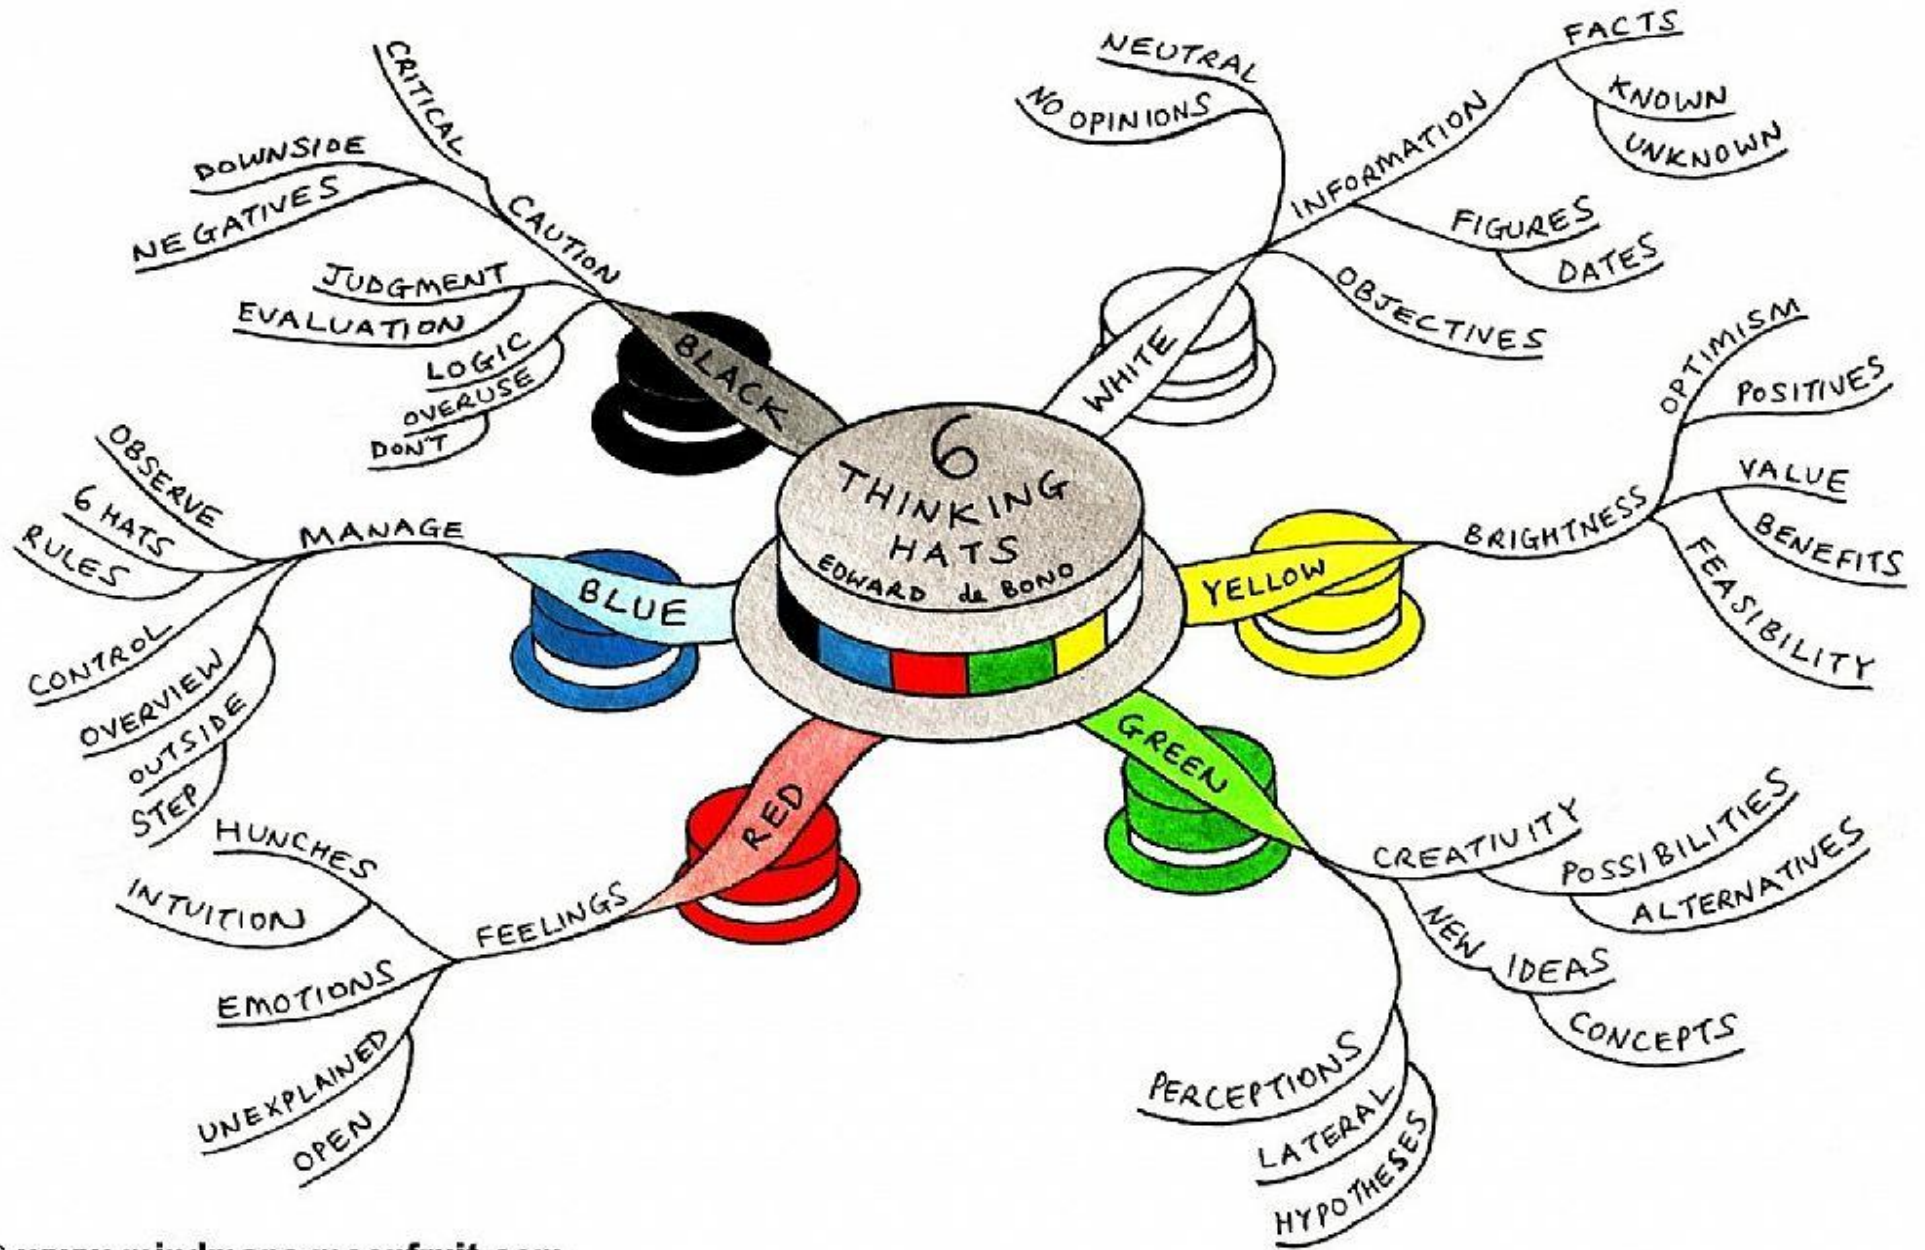 6
THINKING
HATS
EDWARD de BONO
WHITE
NEUTRAL
NO OPINIONS
INFORMATION
FACTS
KNOWN
UNKNOWN
FIGURES
DATES
OBJECTIVES
YELLOW
BRIGHTNESS
OPTIMISM
POSITIVES
VALUE
BENEFITS
FEASIBILITY
GREEN
CREATIVITY
POSSIBILITIES
ALTERNATIVES
NEW IDEAS
CONCEPTS
PERCEPTIONS
LATERAL
HYPOTHESES
RED
FEELINGS
HUNCHES
INTUITION
EMOTIONS
UNEXPLAINED
OPEN
BLUE
MANAGE
OBSERVE
6 HATS
RULES
CONTROL
OVERVIEW
OUTSIDE
STEP
BLACK
CAUTION
CRITICAL
DOWNSIDE
NEGATIVES
JUDGMENT
EVALUATION
LOGIC
OVERUSE
DON'T